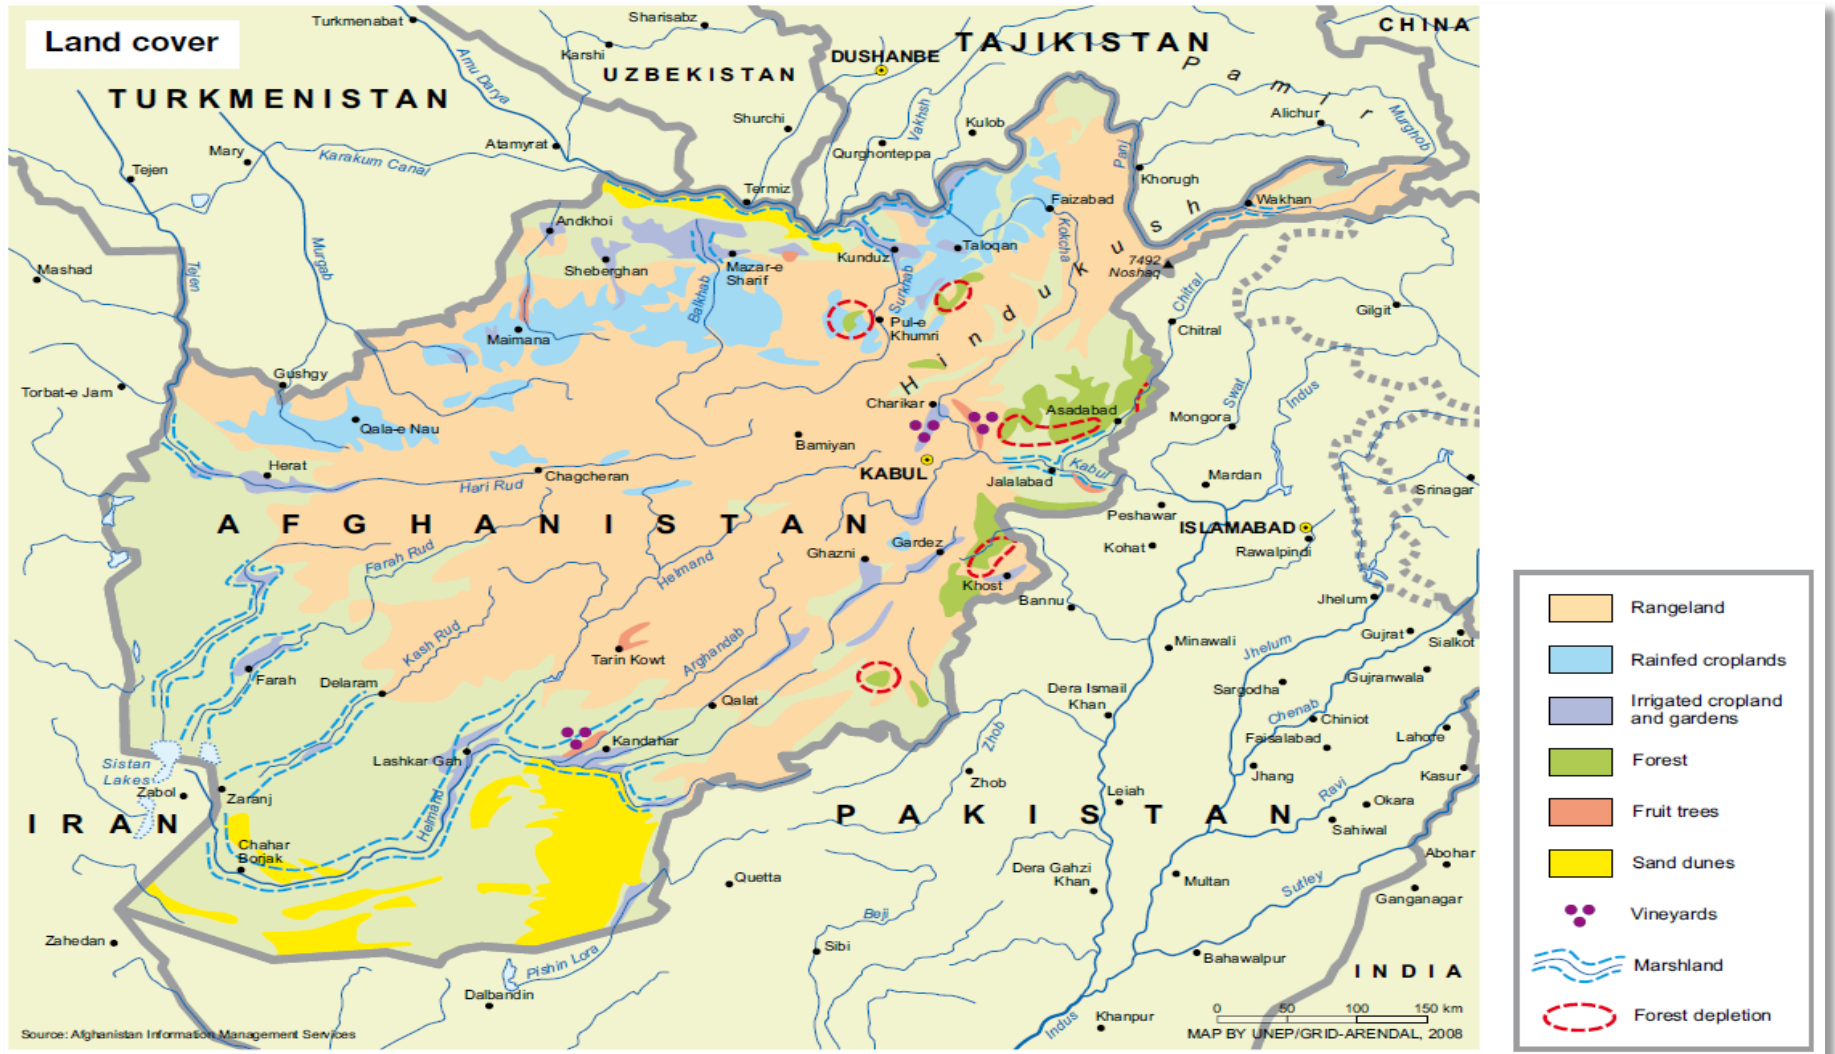 Land cover
Turkmenabat
Sharisabz
Karshi
UZBEKISTAN
DUSHANBE
TAJIKISTAN
CHINA
Pamir
TURKMENISTAN
Amu Darya
Shurchi
Vakhsh
Kulob
Alichur
Murghob
Mary
Atamyrat
Qurghonteppa
Panj
Karakum Canal
Tejen
Khorugh
Termiz
Faizabad
Wakhan
Andkhoi
Murgab
Kokcha
Mashad
Tejen
Sheberghan
Mazar-e
Sharif
Kunduz
Taloqan
7492
Noshaq
Hindukush
Balkhab
Surkhab
Chitral
Gilgit
Maimana
Pul-e
Khumri
Chitral
Gushgy
Torbat-e Jam
Charikar
Asadabad
Swat
Indus
Mongora
Qala-e Nau
Bamiyan
Herat
Chagcheran
KABUL
Kabul
Mardan
Hari Rud
Jalalabad
Srinagar
AFGHANISTAN
Peshawar
ISLAMABAD
Farah Rud
Ghazni
Gardez
Kohat
Rawalpindi
Helmand
Khost
Bannu
Jhelum
Kash Rud
Tarin Kowt
Arghandab
Minawali
Jhelum
Gujrat
Sialkot
Farah
Delaram
Qalat
Dera Ismail
Khan
Sargodha
Gujranwala
Chenab
Chiniot
Kandahar
Zhob
Faisalabad
Lahore
Lashkar Gah
Sistan
Lakes
Zabol
Zaranj
Zhob
Leiah
Jhang
Kasur
Ravi
Okara
IRAN
Helmand
PAKISTAN
Sahiwal
Chahar
Borjak
Quetta
Dera Gahzi
Khan
Multan
Sutley
Abohar
Ganganagar
Zahedan
Beji
Sibi
Pishin Lora
Bahawalpur
INDIA
Dalbandin
Indus
Khanpur
0 50 100 150 km
Source: Afghanistan Information Management Services
MAP BY UNEP/GRID-ARENDAL, 2008
Rangeland
Rainfed croplands
Irrigated cropland
and gardens
Forest
Fruit trees
Sand dunes
Vineyards
Marshland
Forest depletion